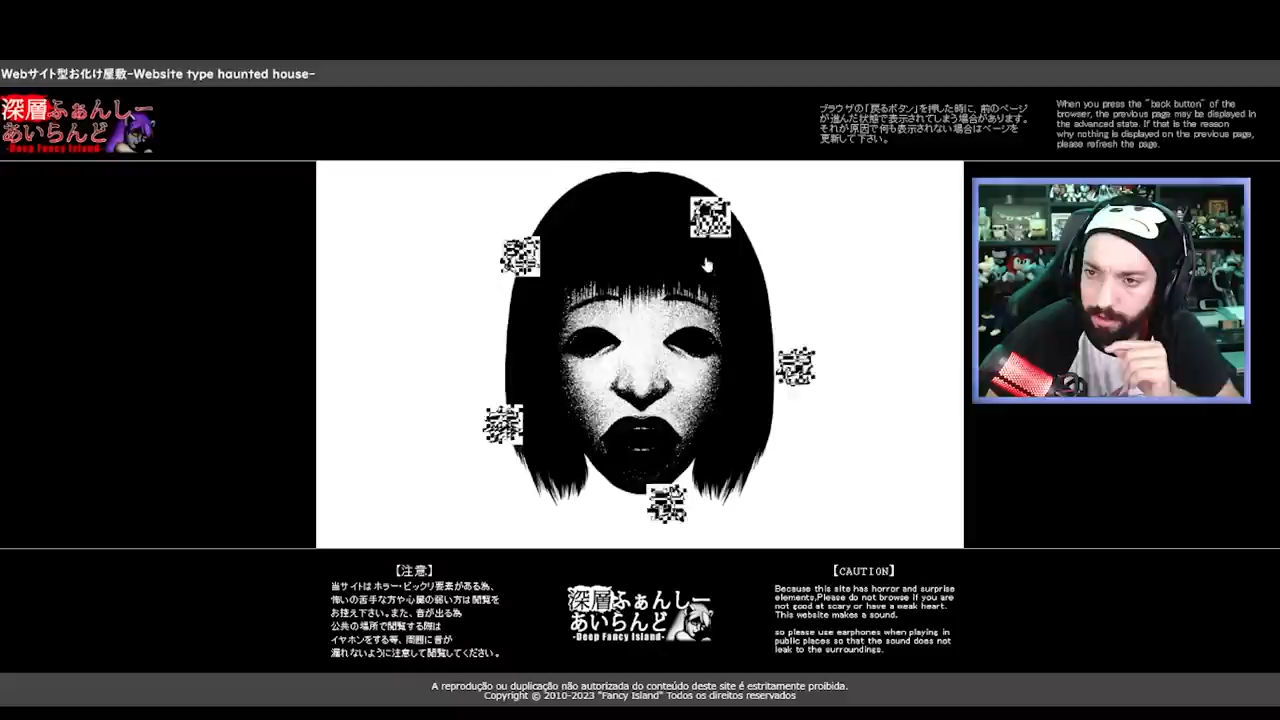 Webサイト型お化け屋敷-Website type haunted house-
深層ふぁんしー
あいらんど
-Deep Fancy Island-
ブラウザの「戻るボタン」を押した時に、前のページ
が進んだ状態で表示されてしまう場合があります。
それが原因で何も表示されない場合はページを
更新して下さい。
When you press the "back button" of the
browser, the previous page may be displayed in
the advanced state. If that is the reason
why nothing is displayed on the previous page,
please refresh the page.
【注意】
当サイトはホラー・ビックリ要素がある為、
怖いの苦手な方や心臓の弱い方は閲覧を
お控え下さい。また、音が出る為
公共の場所で閲覧する際は
イヤホンをする等、周囲に音が
漏れないように注意して閲覧してください。
深層ふぁんしー
あいらんど
-Deep Fancy Island-
【CAUTION】
Because this site has horror and surprise
elements,Please do not browse if you are
not good at scary or have a weak heart.
This website makes a sound.
so please use earphones when playing in
public places so that the sound does not
leak to the surroundings.
A reprodução ou duplicação não autorizada do conteúdo deste site é estritamente proibida.
Copyright © 2010-2023 "Fancy Island" Todos os direitos reservados